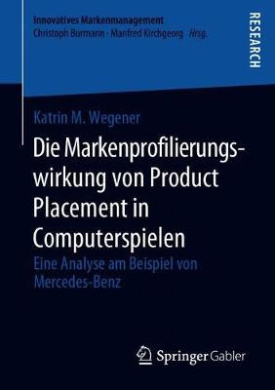 Innovatives Markenmanagement
Christoph Burmann · Manfred Kirchgeorg Hrsg.
RESEARCH
Katrin M. Wegener
Die Markenprofilierungs-
wirkung von Product
Placement in
Computerspielen
Eine Analyse am Beispiel von
Mercedes-Benz
Springer Gabler